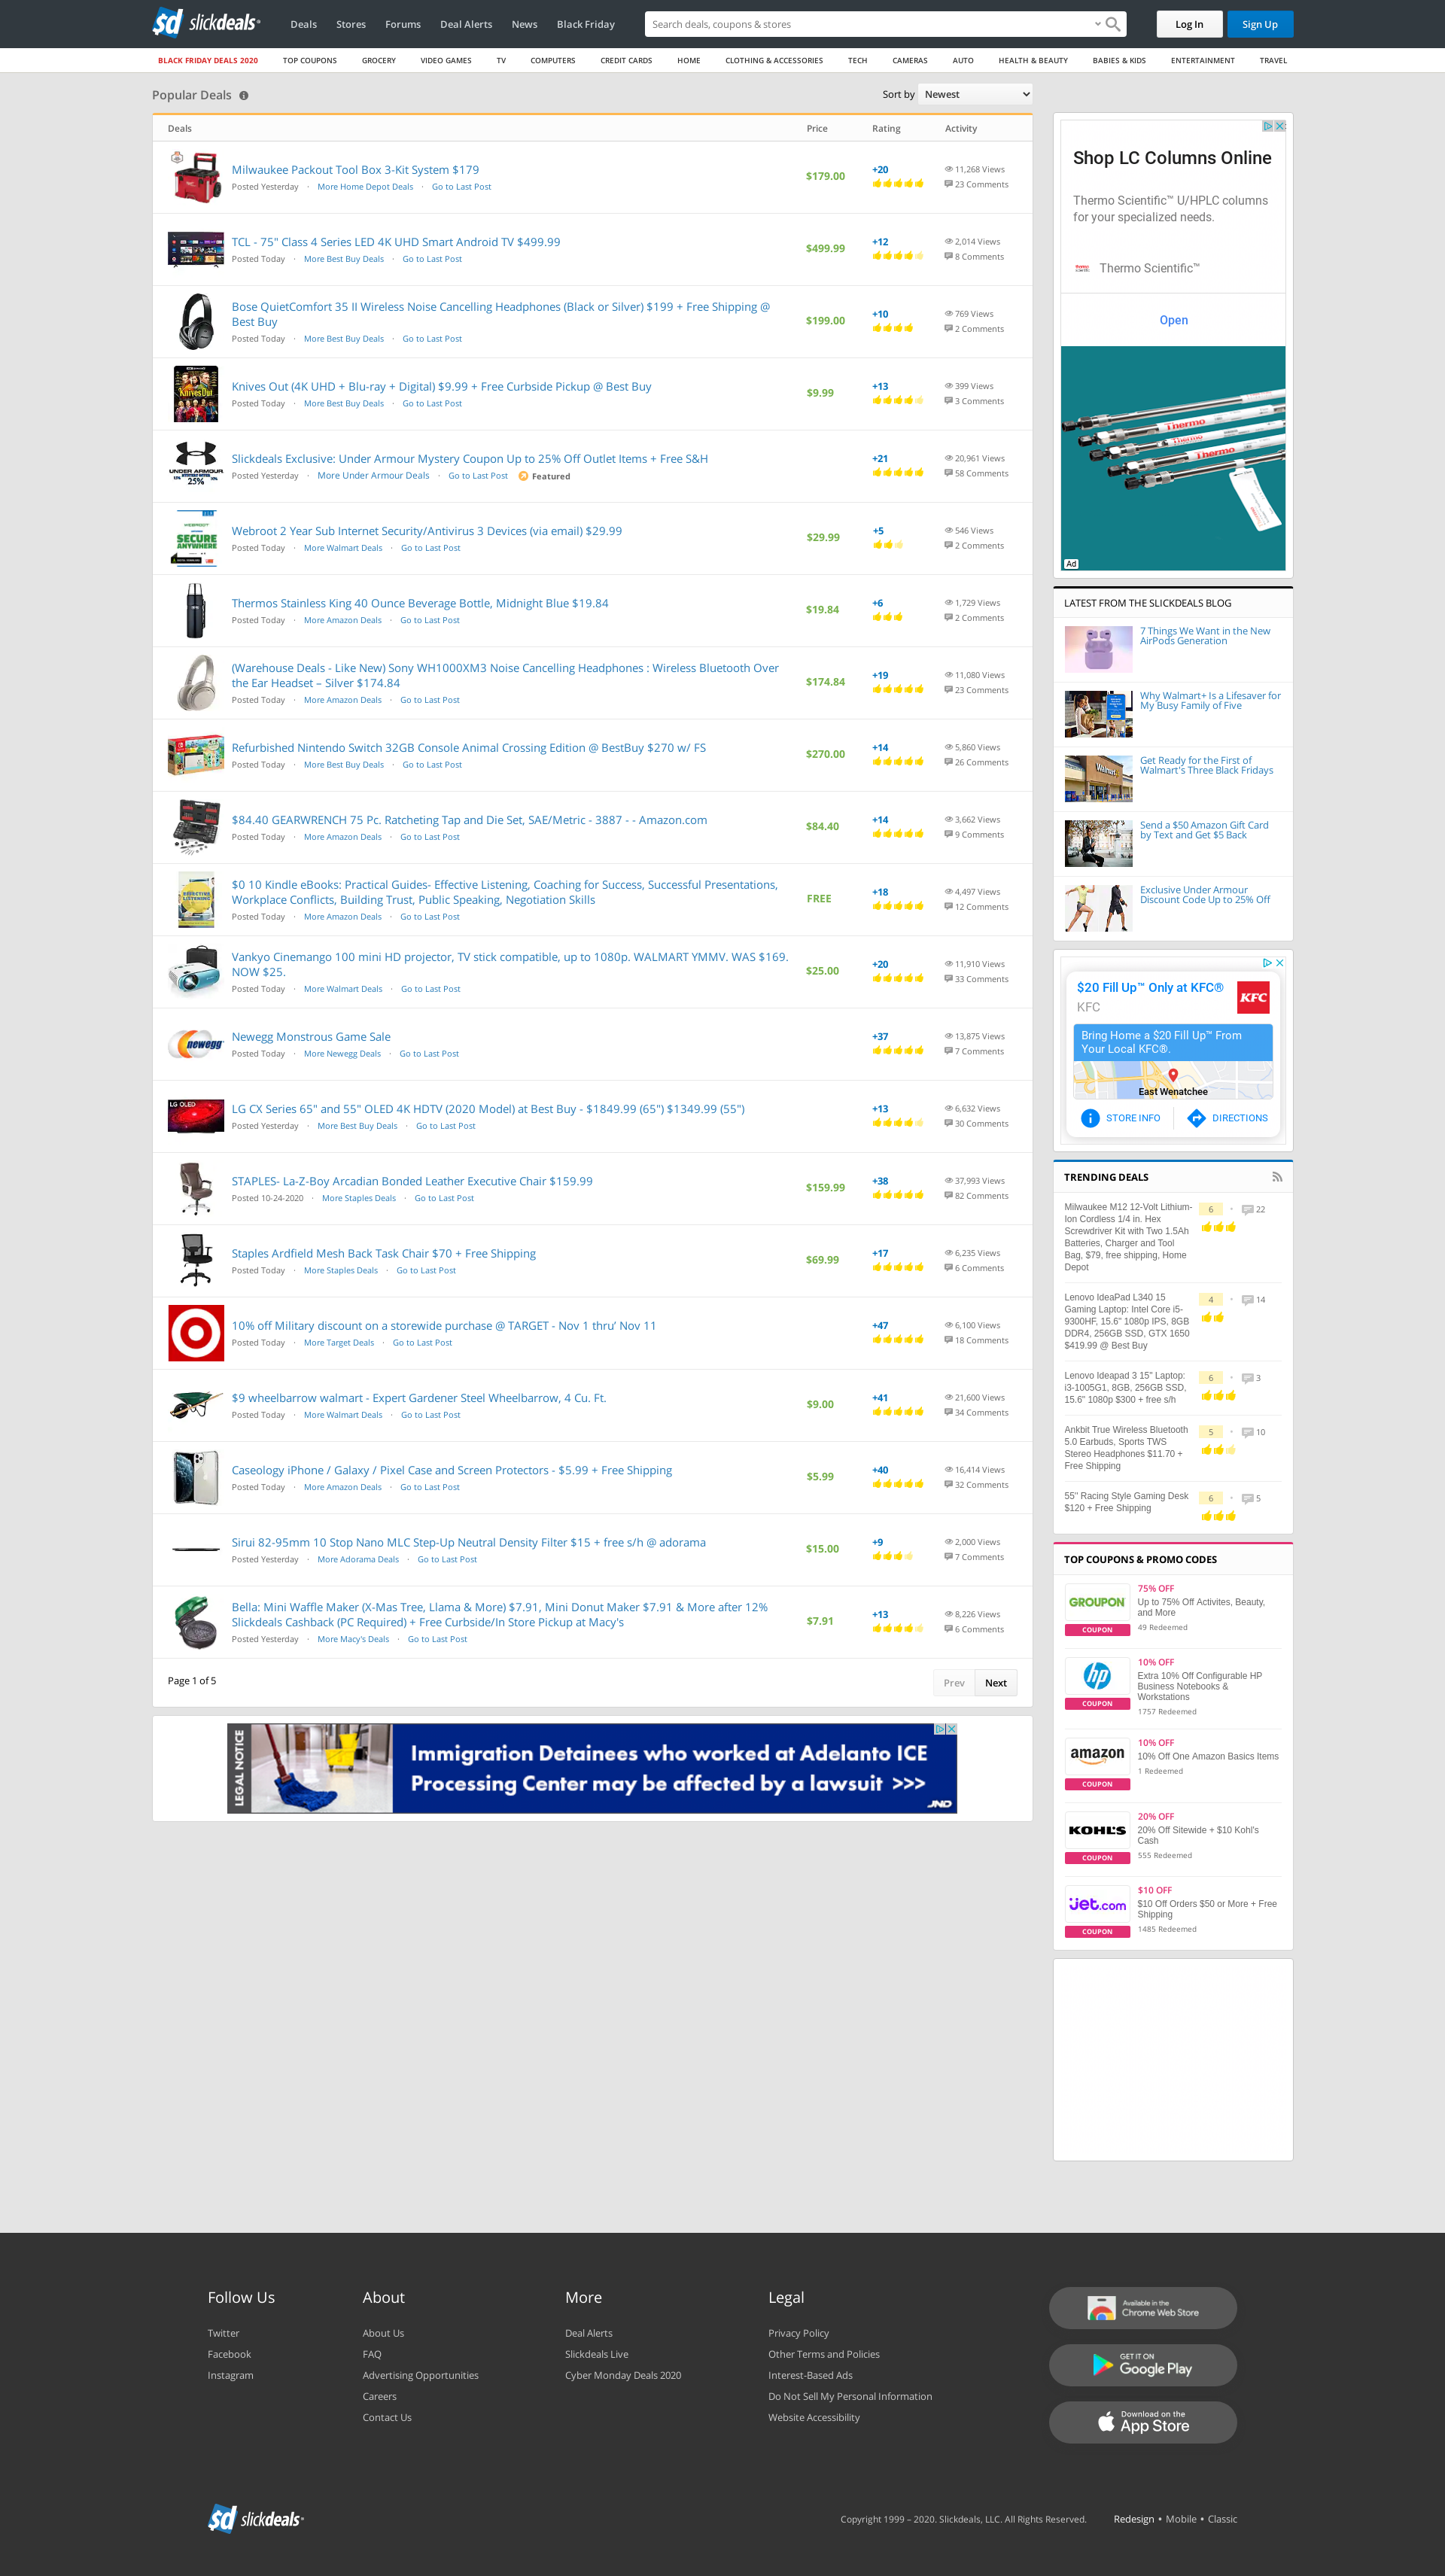 slickdeals
Deals
Stores
Forums
Deal Alerts
News
Black Friday
Search deals, coupons & stores
Log In
Sign Up
BLACK FRIDAY DEALS 2020
TOP COUPONS
GROCERY
VIDEO GAMES
TV
COMPUTERS
CREDIT CARDS
HOME
CLOTHING & ACCESSORIES
TECH
CAMERAS
AUTO
HEALTH & BEAUTY
BABIES & KIDS
ENTERTAINMENT
TRAVEL
Popular Deals
Sort by Newest
Deals Price Rating Activity
Milwaukee Packout Tool Box 3-Kit System $179
Posted Yesterday · More Home Depot Deals · Go to Last Post
$179.00
+20
11,268 Views
23 Comments
TCL - 75" Class 4 Series LED 4K UHD Smart Android TV $499.99
Posted Today · More Best Buy Deals · Go to Last Post
$499.99
+12
2,014 Views
8 Comments
Bose QuietComfort 35 II Wireless Noise Cancelling Headphones (Black or Silver) $199 + Free Shipping @
Best Buy
Posted Today · More Best Buy Deals · Go to Last Post
$199.00
+10
769 Views
2 Comments
Knives Out (4K UHD + Blu-ray + Digital) $9.99 + Free Curbside Pickup @ Best Buy
Posted Today · More Best Buy Deals · Go to Last Post
$9.99
+13
399 Views
3 Comments
UNDER ARMOUR
25%
Slickdeals Exclusive: Under Armour Mystery Coupon Up to 25% Off Outlet Items + Free S&H
Posted Yesterday · More Under Armour Deals · Go to Last Post Featured
+21
20,961 Views
58 Comments
WEBROOT
SECURE
ANYWHERE
Webroot 2 Year Sub Internet Security/Antivirus 3 Devices (via email) $29.99
Posted Today · More Walmart Deals · Go to Last Post
$29.99
+5
546 Views
2 Comments
Thermos Stainless King 40 Ounce Beverage Bottle, Midnight Blue $19.84
Posted Today · More Amazon Deals · Go to Last Post
$19.84
+6
1,729 Views
2 Comments
(Warehouse Deals - Like New) Sony WH1000XM3 Noise Cancelling Headphones : Wireless Bluetooth Over
the Ear Headset – Silver $174.84
Posted Today · More Amazon Deals · Go to Last Post
$174.84
+19
11,080 Views
23 Comments
Refurbished Nintendo Switch 32GB Console Animal Crossing Edition @ BestBuy $270 w/ FS
Posted Today · More Best Buy Deals · Go to Last Post
$270.00
+14
5,860 Views
26 Comments
$84.40 GEARWRENCH 75 Pc. Ratcheting Tap and Die Set, SAE/Metric - 3887 - - Amazon.com
Posted Today · More Amazon Deals · Go to Last Post
$84.40
+14
3,662 Views
9 Comments
$0 10 Kindle eBooks: Practical Guides- Effective Listening, Coaching for Success, Successful Presentations,
Workplace Conflicts, Building Trust, Public Speaking, Negotiation Skills
Posted Today · More Amazon Deals · Go to Last Post
FREE
+18
4,497 Views
12 Comments
Vankyo Cinemango 100 mini HD projector, TV stick compatible, up to 1080p. WALMART YMMV. WAS $169.
NOW $25.
Posted Today · More Walmart Deals · Go to Last Post
$25.00
+20
11,910 Views
33 Comments
newegg
Newegg Monstrous Game Sale
Posted Today · More Newegg Deals · Go to Last Post
+37
13,875 Views
7 Comments
LG OLED
LG CX Series 65" and 55" OLED 4K HDTV (2020 Model) at Best Buy - $1849.99 (65") $1349.99 (55")
Posted Yesterday · More Best Buy Deals · Go to Last Post
+13
6,632 Views
30 Comments
STAPLES- La-Z-Boy Arcadian Bonded Leather Executive Chair $159.99
Posted 10-24-2020 · More Staples Deals · Go to Last Post
$159.99
+38
37,993 Views
82 Comments
Staples Ardfield Mesh Back Task Chair $70 + Free Shipping
Posted Today · More Staples Deals · Go to Last Post
$69.99
+17
6,235 Views
6 Comments
10% off Military discount on a storewide purchase @ TARGET - Nov 1 thru' Nov 11
Posted Today · More Target Deals · Go to Last Post
+47
6,100 Views
18 Comments
$9 wheelbarrow walmart - Expert Gardener Steel Wheelbarrow, 4 Cu. Ft.
Posted Today · More Walmart Deals · Go to Last Post
$9.00
+41
21,600 Views
34 Comments
Caseology iPhone / Galaxy / Pixel Case and Screen Protectors - $5.99 + Free Shipping
Posted Today · More Amazon Deals · Go to Last Post
$5.99
+40
16,414 Views
32 Comments
Sirui 82-95mm 10 Stop Nano MLC Step-Up Neutral Density Filter $15 + free s/h @ adorama
Posted Yesterday · More Adorama Deals · Go to Last Post
$15.00
+9
2,000 Views
7 Comments
Bella: Mini Waffle Maker (X-Mas Tree, Llama & More) $7.91, Mini Donut Maker $7.91 & More after 12%
Slickdeals Cashback (PC Required) + Free Curbside/In Store Pickup at Macy's
Posted Yesterday · More Macy's Deals · Go to Last Post
$7.91
+13
8,226 Views
6 Comments
Page 1 of 5
Prev Next
LEGAL NOTICE
Immigration Detainees who worked at Adelanto ICE
Processing Center may be affected by a lawsuit >>>
JND
Shop LC Columns Online
Thermo Scientific™ U/HPLC columns
for your specialized needs.
Thermo Scientific™
Open
Thermo
Thermo
Thermo
Ad
LATEST FROM THE SLICKDEALS BLOG
7 Things We Want in the New
AirPods Generation
Why Walmart+ Is a Lifesaver for
My Busy Family of Five
Walmart
Get Ready for the First of
Walmart's Three Black Fridays
Send a $50 Amazon Gift Card
by Text and Get $5 Back
Exclusive Under Armour
Discount Code Up to 25% Off
$20 Fill Up™ Only at KFC®
KFC
KFC
Bring Home a $20 Fill Up™ From
Your Local KFC®.
East Wenatchee
STORE INFO
DIRECTIONS
TRENDING DEALS
Milwaukee M12 12-Volt Lithium-
Ion Cordless 1/4 in. Hex
Screwdriver Kit with Two 1.5Ah
Batteries, Charger and Tool
Bag, $79, free shipping, Home
Depot
6 · 22
Lenovo IdeaPad L340 15
Gaming Laptop: Intel Core i5-
9300HF, 15.6" 1080p IPS, 8GB
DDR4, 256GB SSD, GTX 1650
$419.99 @ Best Buy
4 · 14
Lenovo Ideapad 3 15" Laptop:
i3-1005G1, 8GB, 256GB SSD,
15.6" 1080p $300 + free s/h
6 · 3
Ankbit True Wireless Bluetooth
5.0 Earbuds, Sports TWS
Stereo Headphones $11.70 +
Free Shipping
5 · 10
55" Racing Style Gaming Desk
$120 + Free Shipping
6 · 5
TOP COUPONS & PROMO CODES
GROUPON
COUPON
75% OFF
Up to 75% Off Activites, Beauty,
and More
49 Redeemed
hp
COUPON
10% OFF
Extra 10% Off Configurable HP
Business Notebooks &
Workstations
1757 Redeemed
amazon
COUPON
10% OFF
10% Off One Amazon Basics Items
1 Redeemed
KOHL'S
COUPON
20% OFF
20% Off Sitewide + $10 Kohl's
Cash
555 Redeemed
jet.com
COUPON
$10 OFF
$10 Off Orders $50 or More + Free
Shipping
1485 Redeemed
Follow Us
Twitter
Facebook
Instagram
About
About Us
FAQ
Advertising Opportunities
Careers
Contact Us
More
Deal Alerts
Slickdeals Live
Cyber Monday Deals 2020
Legal
Privacy Policy
Other Terms and Policies
Interest-Based Ads
Do Not Sell My Personal Information
Website Accessibility
Available in the
Chrome Web Store
GET IT ON
Google Play
Download on the
App Store
slickdeals
Copyright 1999 – 2020. Slickdeals, LLC. All Rights Reserved.
Redesign • Mobile • Classic